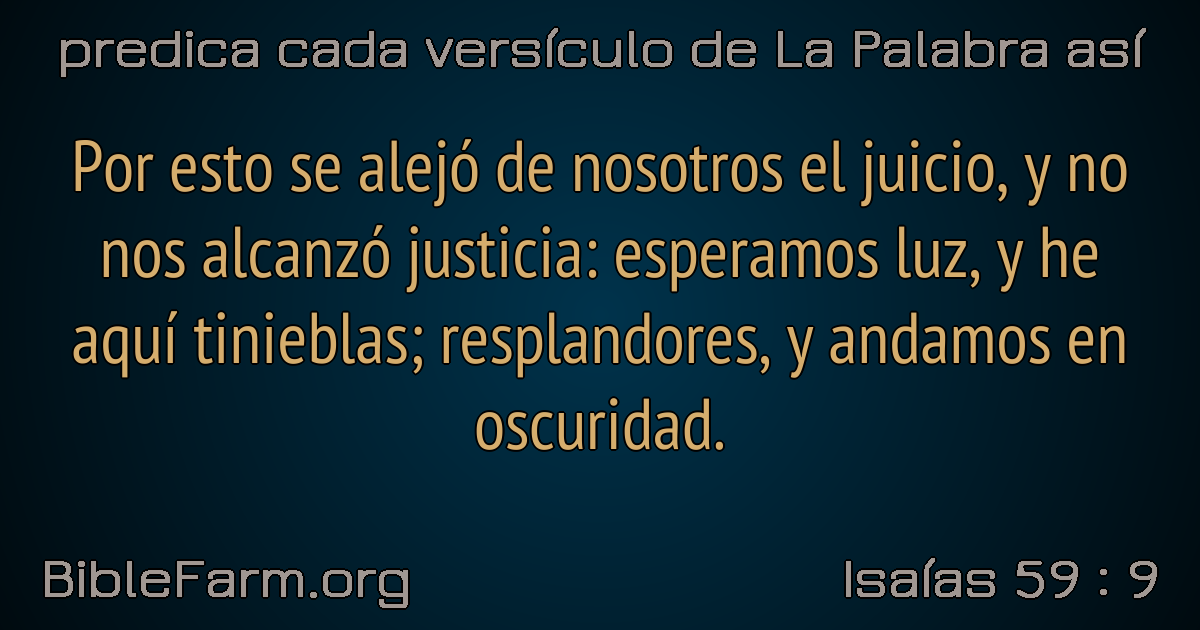 predica cada versículo de La Palabra así
Por esto se alejó de nosotros el juicio, y no
nos alcanzó justicia: esperamos luz, y he
aquí tinieblas; resplandores, y andamos en
oscuridad.
BibleFarm.org
Isaías 59 : 9